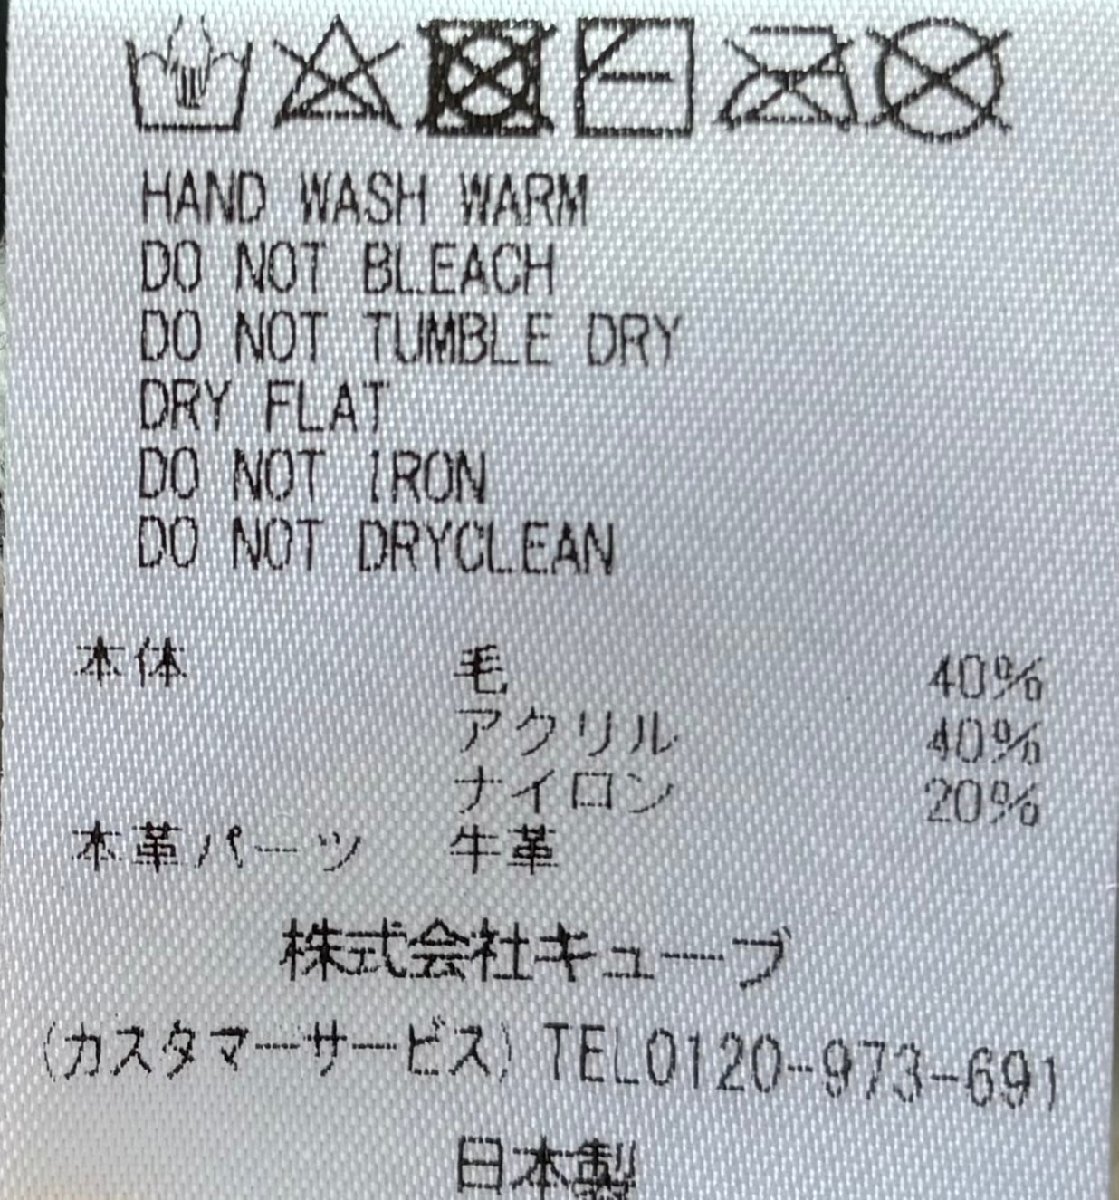 HAND WASH WARM
DO NOT BLEACH
DO NOT TUMBLE DRY
DRY FLAT
DO NOT IRON
DO NOT DRYCLEAN
本体 毛 40%
アクリル 40%
ナイロン 20%
本革パーツ 牛革
株式会社キューブ
(カスタマーサービス) TEL0120-973-691
日本製